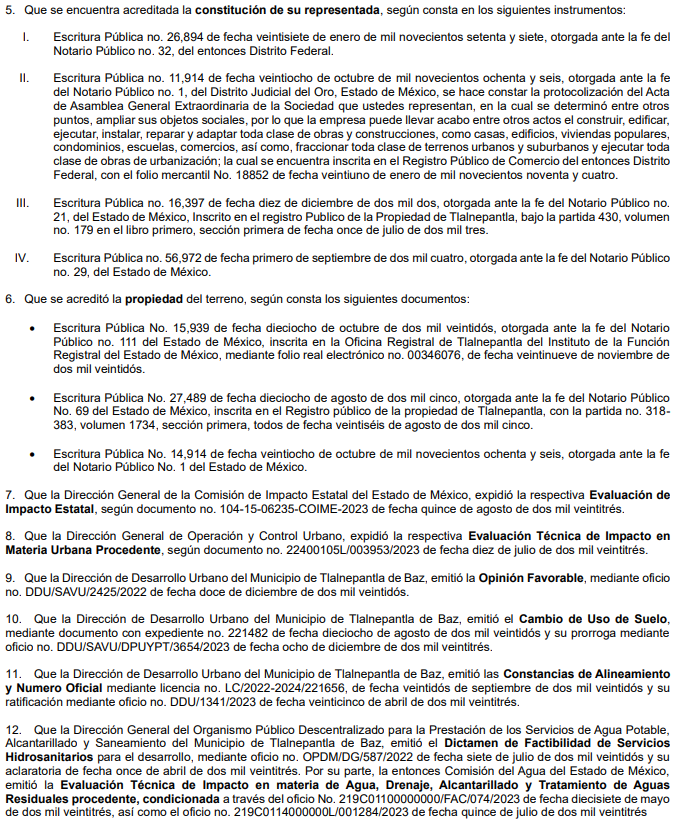 5. Que se encuentra acreditada la constitución de su representada, según consta en los siguientes instrumentos:
I. Escritura Pública no. 26,894 de fecha veintisiete de enero de mil novecientos setenta y siete, otorgada ante la fe del
Notario Público no. 32, del entonces Distrito Federal.
II. Escritura Pública no. 11,914 de fecha veintiocho de octubre de mil novecientos ochenta y seis, otorgada ante la fe
del Notario Público no. 1, del Distrito Judicial del Oro, Estado de México, se hace constar la protocolización del Acta
de Asamblea General Extraordinaria de la Sociedad que ustedes representan, en la cual se determinó entre otros
puntos, ampliar sus objetos sociales, por lo que la empresa puede llevar acabo entre otros actos el construir, edificar,
ejecutar, instalar, reparar y adaptar toda clase de obras y construcciones, como casas, edificios, viviendas populares,
condominios, escuelas, comercios, así como, fraccionar toda clase de terrenos urbanos y suburbanos y ejecutar toda
clase de obras de urbanización; la cual se encuentra inscrita en el Registro Público de Comercio del entonces Distrito
Federal, con el folio mercantil No. 18852 de fecha veintiuno de enero de mil novecientos noventa y cuatro.
III. Escritura Pública no. 16,397 de fecha diez de diciembre de dos mil dos, otorgada ante la fe del Notario Público no.
21, del Estado de México, Inscrito en el registro Publico de la Propiedad de Tlalnepantla, bajo la partida 430, volumen
no. 179 en el libro primero, sección primera de fecha once de julio de dos mil tres.
IV. Escritura Pública no. 56,972 de fecha primero de septiembre de dos mil cuatro, otorgada ante la fe del Notario Público
no. 29, del Estado de México.
6. Que se acreditó la propiedad del terreno, según consta los siguientes documentos:
• Escritura Pública No. 15,939 de fecha dieciocho de octubre de dos mil veintidós, otorgada ante la fe del Notario
Público no. 111 del Estado de México, inscrita en la Oficina Registral de Tlalnepantla del Instituto de la Función
Registral del Estado de México, mediante folio real electrónico no. 00346076, de fecha veintinueve de noviembre de
dos mil veintidós.
• Escritura Pública No. 27,489 de fecha dieciocho de agosto de dos mil cinco, otorgada ante la fe del Notario Público
No. 69 del Estado de México, inscrita en el Registro público de la propiedad de Tlalnepantla, con la partida no. 318-
383, volumen 1734, sección primera, todos de fecha veintiséis de agosto de dos mil cinco.
• Escritura Pública No. 14,914 de fecha veintiocho de octubre de mil novecientos ochenta y seis, otorgada ante la fe
del Notario Público No. 1 del Estado de México.
7. Que la Dirección General de la Comisión de Impacto Estatal del Estado de México, expidió la respectiva Evaluación de
Impacto Estatal, según documento no. 104-15-06235-COIME-2023 de fecha quince de agosto de dos mil veintitrés.
8. Que la Dirección General de Operación y Control Urbano, expidió la respectiva Evaluación Técnica de Impacto en
Materia Urbana Procedente, según documento no. 22400105L/003953/2023 de fecha diez de julio de dos mil veintitrés.
9. Que la Dirección de Desarrollo Urbano del Municipio de Tlalnepantla de Baz, emitió la Opinión Favorable, mediante oficio
no. DDU/SAVU/2425/2022 de fecha doce de diciembre de dos mil veintidós.
10. Que la Dirección de Desarrollo Urbano del Municipio de Tlalnepantla de Baz, emitió el Cambio de Uso de Suelo,
mediante documento con expediente no. 221482 de fecha dieciocho de agosto de dos mil veintidós y su prorroga mediante
oficio no. DDU/SAVU/DPUYPT/3654/2023 de fecha ocho de diciembre de dos mil veintitrés.
11. Que la Dirección de Desarrollo Urbano del Municipio de Tlalnepantla de Baz, emitió las Constancias de Alineamiento
y Numero Oficial mediante licencia no. LC/2022-2024/221656, de fecha veintidós de septiembre de dos mil veintidós y su
ratificación mediante oficio no. DDU/1341/2023 de fecha veinticinco de abril de dos mil veintitrés.
12. Que la Dirección General del Organismo Público Descentralizado para la Prestación de los Servicios de Agua Potable,
Alcantarillado y Saneamiento del Municipio de Tlalnepantla de Baz, emitió el Dictamen de Factibilidad de Servicios
Hidrosanitarios para el desarrollo, mediante oficio no. OPDM/DG/587/2022 de fecha siete de julio de dos mil veintidós y su
aclaratoria de fecha once de abril de dos mil veintitrés. Por su parte, la entonces Comisión del Agua del Estado de México,
emitió la Evaluación Técnica de Impacto en materia de Agua, Drenaje, Alcantarillado y Tratamiento de Aguas
Residuales procedente, condicionada a través del oficio No. 219C01100000000/FAC/074/2023 de fecha diecisiete de mayo
de dos mil veintitrés, así como el oficio no. 219C0114000000L/001284/2023 de fecha quince de julio de dos mil veintitrés